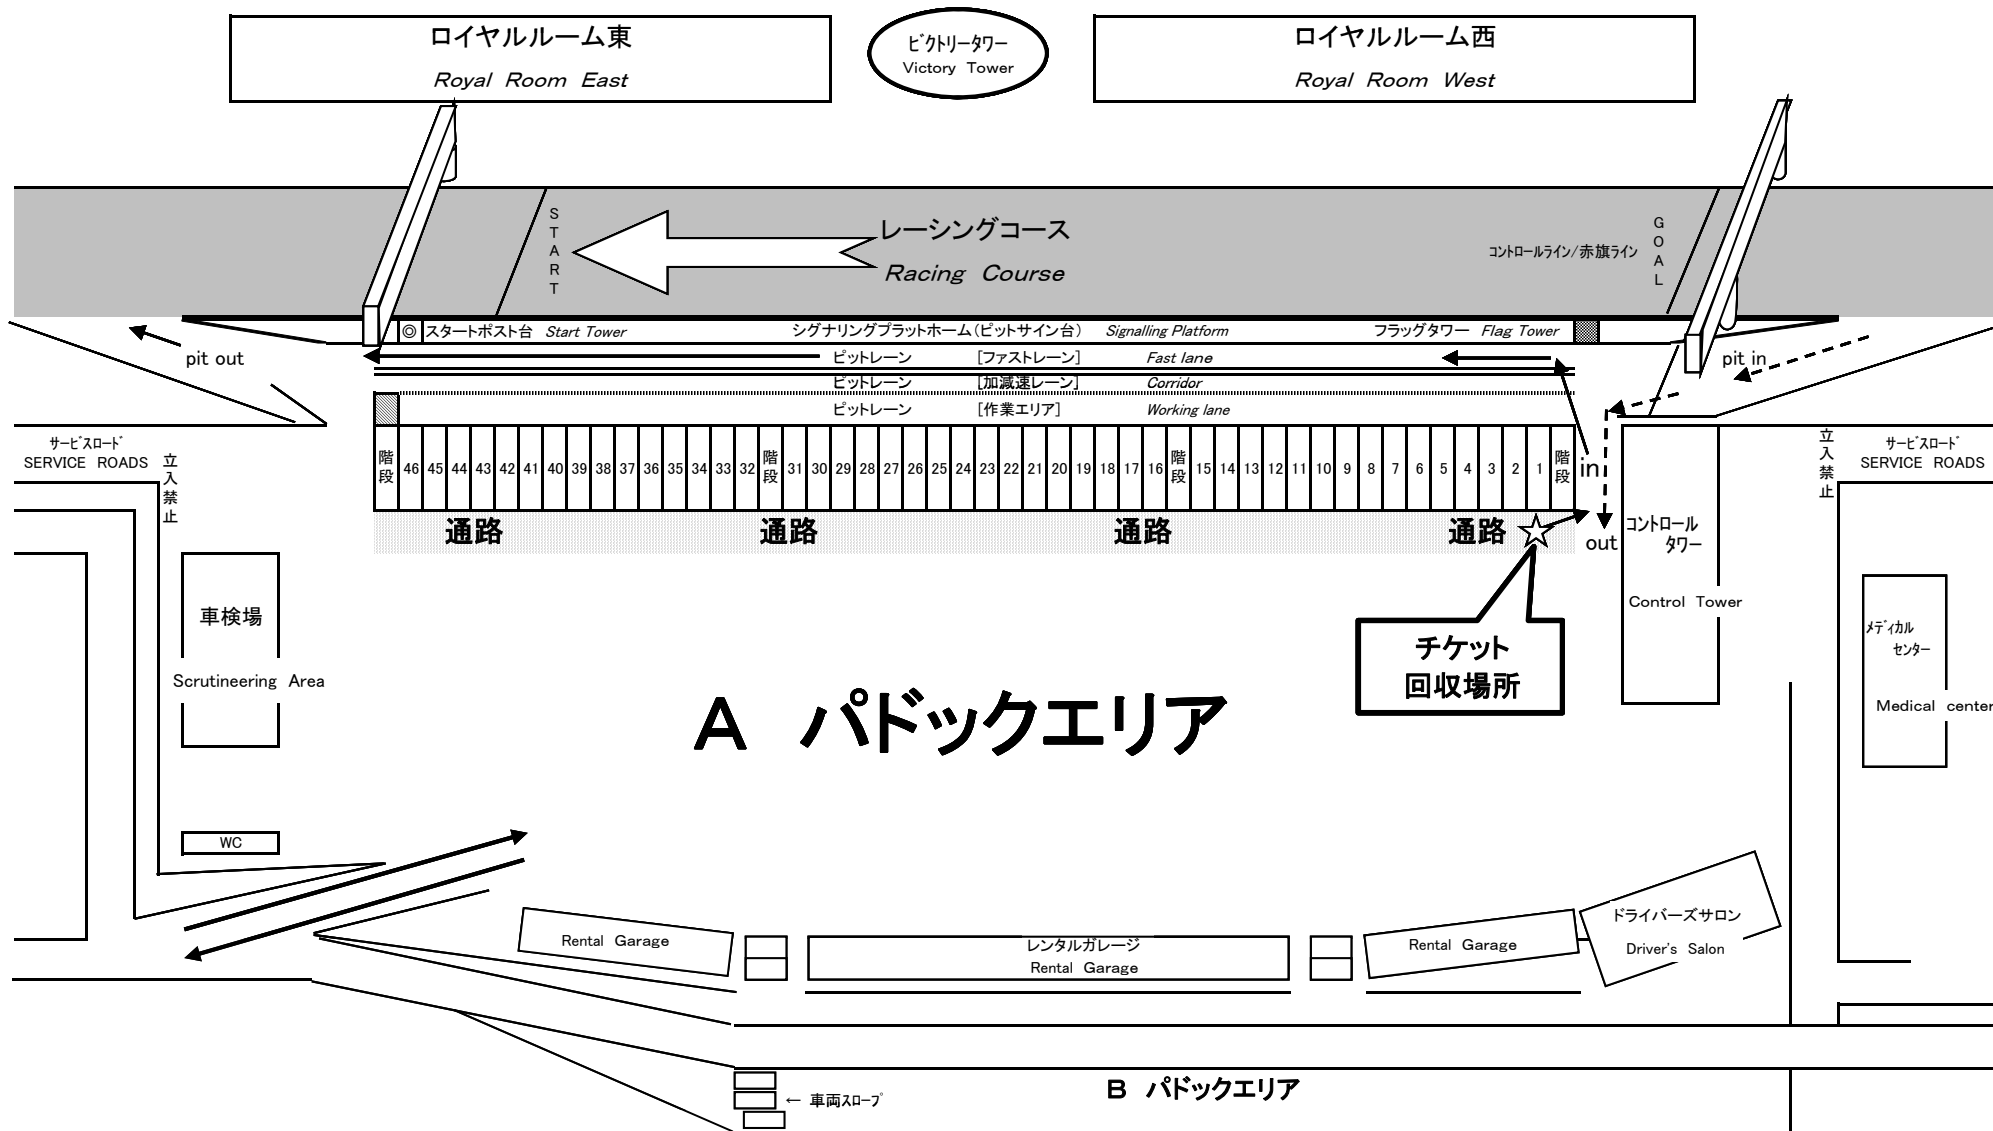 ロイヤルルーム東
Royal Room East
ビクトリータワー
Victory Tower
ロイヤルルーム西
Royal Room West
START
レーシングコース
Racing Course
コントロールライン/赤旗ライン
GOAL
◎ スタートポスト台 Start Tower
シグナリングプラットホーム(ピットサイン台) Signalling Platform
フラッグタワー Flag Tower
pit out
ピットレーン [ファストレーン] Fast lane
pit in
ピットレーン [加減速レーン] Corridor
ピットレーン [作業エリア] Working lane
サービスロード
SERVICE ROADS
立入禁止
階段 46 45 44 43 42 41 40 39 38 37 36 35 34 33 32 階段 31 30 29 28 27 26 25 24 23 22 21 20 19 18 17 16 階段 15 14 13 12 11 10 9 8 7 6 5 4 3 2 1 階段
in
立入禁止
サービスロード
SERVICE ROADS
通路 通路 通路 通路
out
コントロール
タワー
Control Tower
車検場
Scrutineering Area
チケット
回収場所
メディカル
センター
Medical center
A パドックエリア
WC
Rental Garage
レンタルガレージ
Rental Garage
Rental Garage
ドライバーズサロン
Driver's Salon
← 車両スロープ
B パドックエリア